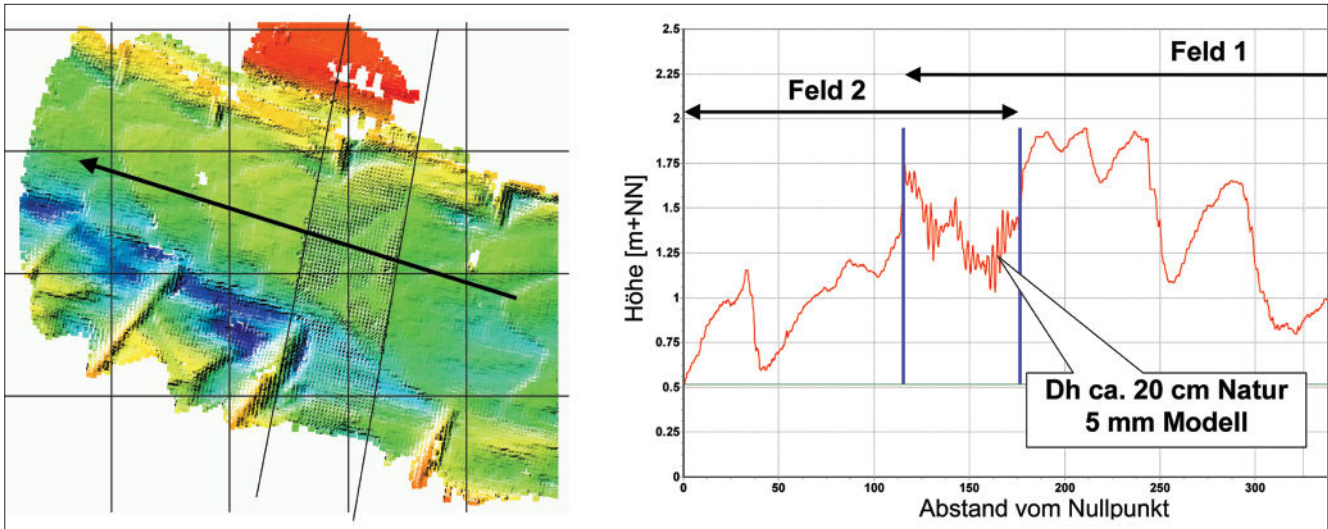 2.5
2.25
2
1.75
1.5
1.25
1
0.75
0.5
0.25
0
Höhe [m+NN]
Feld 1
Feld 2
Dh ca. 20 cm Natur
5 mm Modell
0 50 100 150 200 250 300
Abstand vom Nullpunkt